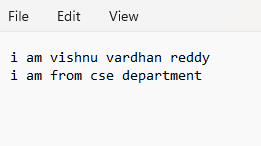 File Edit View
i am vishnu vardhan reddy
i am from cse department